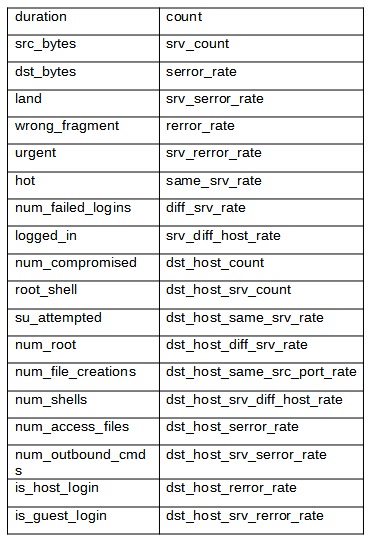 duration count
src_bytes srv_count
dst_bytes serror_rate
land srv_serror_rate
wrong_fragment rerror_rate
urgent srv_rerror_rate
hot same_srv_rate
num_failed_logins diff_srv_rate
logged_in srv_diff_host_rate
num_compromised dst_host_count
root_shell dst_host_srv_count
su_attempted dst_host_same_srv_rate
num_root dst_host_diff_srv_rate
num_file_creations dst_host_same_src_port_rate
num_shells dst_host_srv_diff_host_rate
num_access_files dst_host_serror_rate
num_outbound_cmd dst_host_srv_serror_rate
s
is_host_login dst_host_rerror_rate
is_guest_login dst_host_srv_rerror_rate